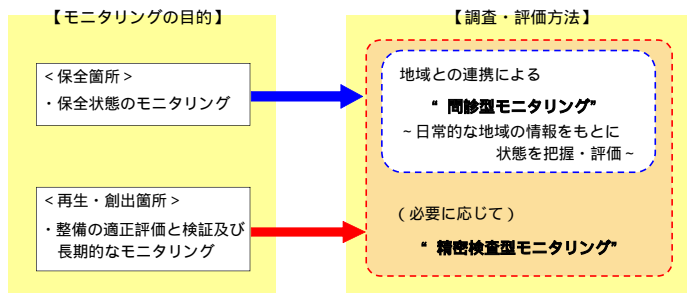 【モニタリングの目的】
＜保全箇所＞
・保全状態のモニタリング
＜再生・創出箇所＞
・整備の適正評価と検証及び
長期的なモニタリング
【調査・評価方法】
地域との連携による
“ 問診型モニタリング”
～日常的な地域の情報をもとに
状態を把握・評価～
（必要に応じて）
“ 精密検査型モニタリング”